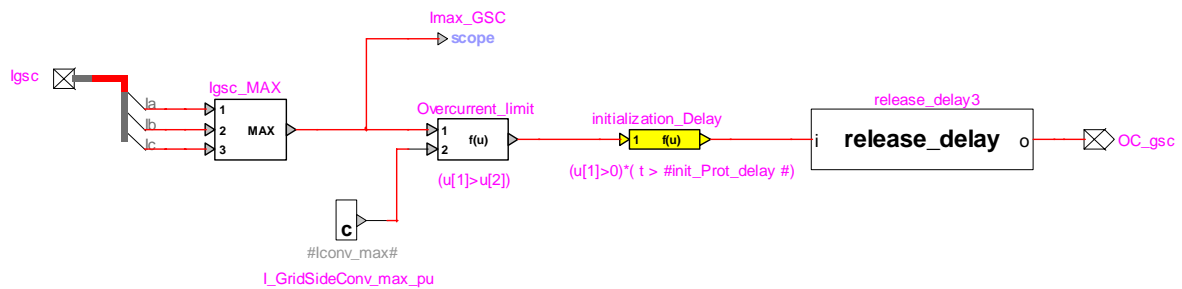 Imax_GSC
scope
Igsc
Igsc_MAX
Ia
Ib
Ic
1
2
3
MAX
Overcurrent_limit
1
2
f(u)
(u[1]>u[2])
initialization_Delay
1
f(u)
(u[1]>0)*( t > #init_Prot_delay #)
release_delay3
i
release_delay
o
OC_gsc
c
#Iconv_max#
I_GridSideConv_max_pu